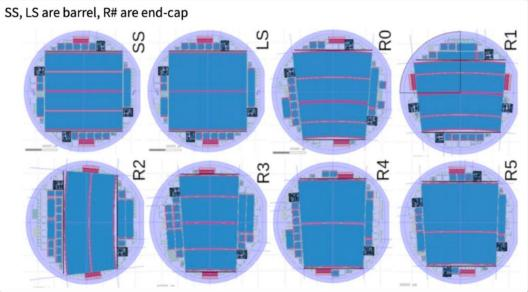 SS, LS are barrel, R# are end-cap
SS
LS
R0
R1
R2
R3
R4
R5